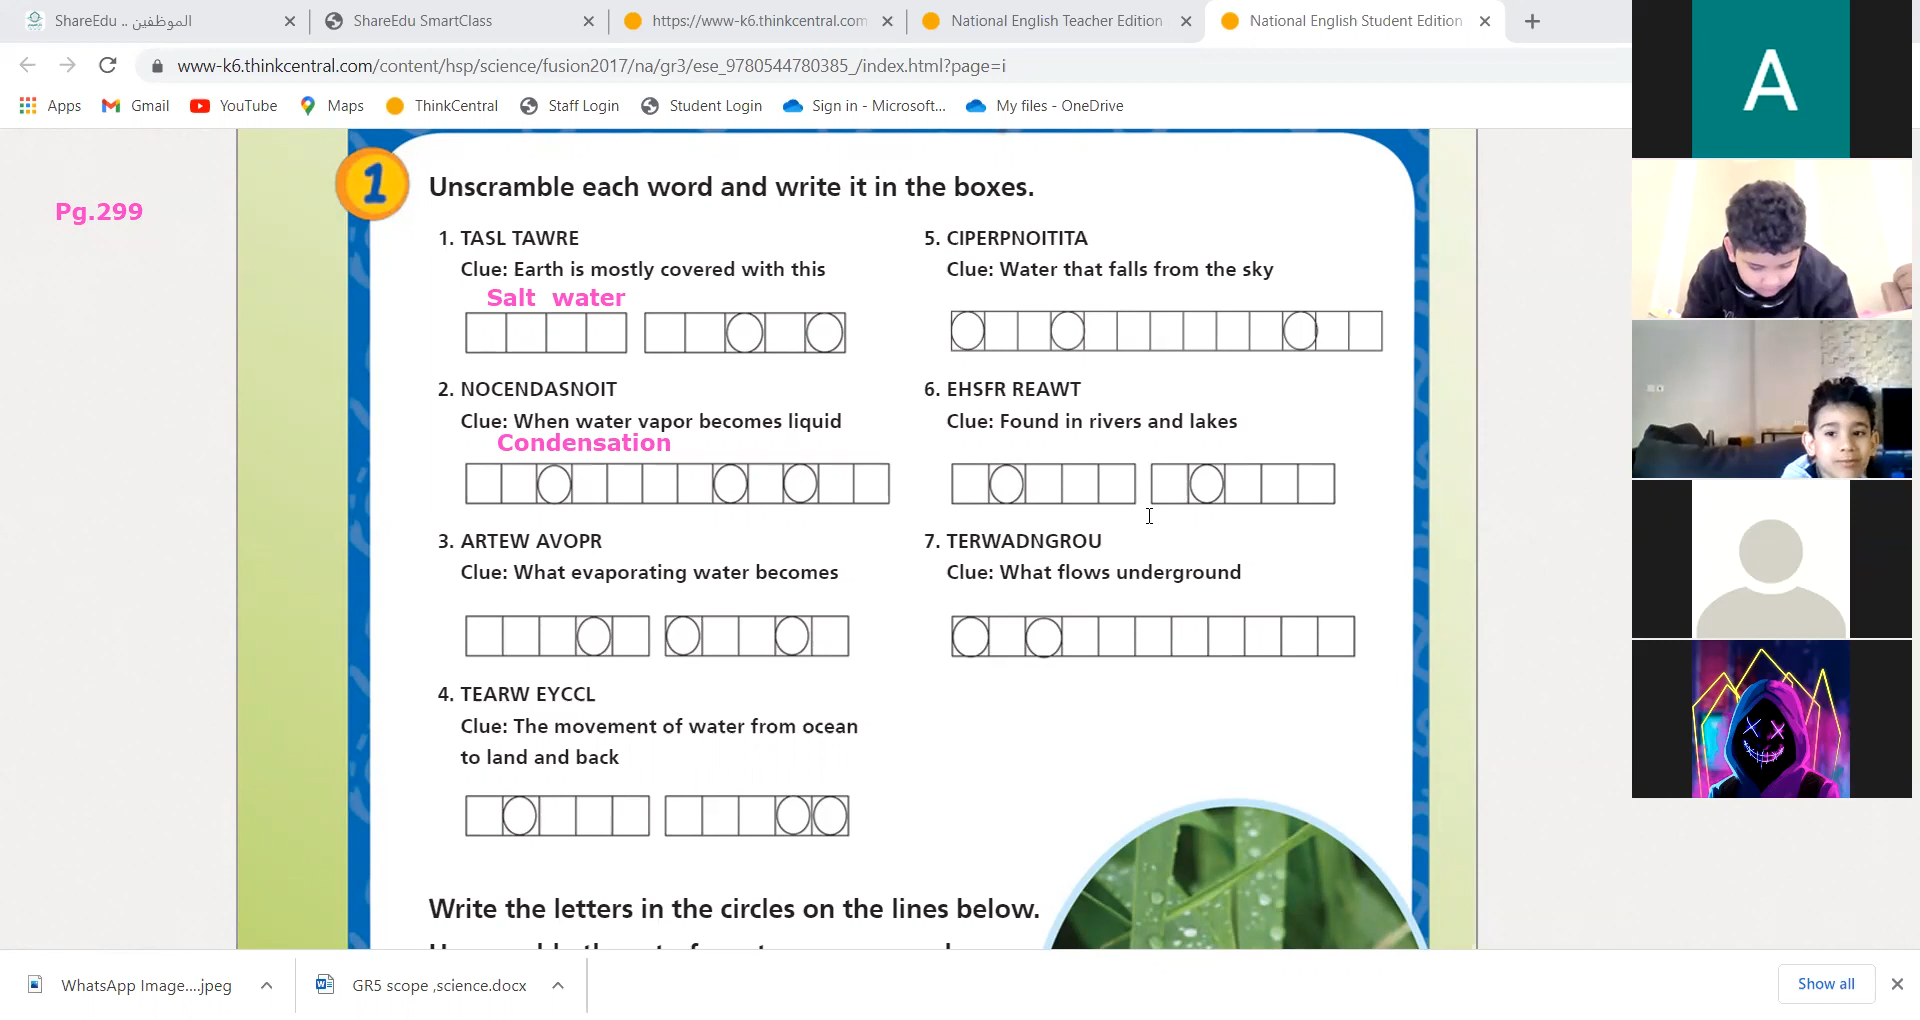 ShareEdu .. الموظفين
ShareEdu SmartClass
https://www-k6.thinkcentral.com
National English Teacher Edition
National English Student Edition
www-k6.thinkcentral.com/content/hsp/science/fusion2017/na/gr3/ese_9780544780385_/index.html?page=i
Apps
Gmail
YouTube
Maps
ThinkCentral
Staff Login
Student Login
Sign in - Microsoft...
My files - OneDrive
A
Pg.299
1
Unscramble each word and write it in the boxes.
1. TASL TAWRE
Clue: Earth is mostly covered with this
Salt water
2. NOCENDASNOIT
Clue: When water vapor becomes liquid
Condensation
3. ARTEW AVOPR
Clue: What evaporating water becomes
4. TEARW EYCCL
Clue: The movement of water from ocean
to land and back
5. CIPERPNOITITA
Clue: Water that falls from the sky
6. EHSFR REAWT
Clue: Found in rivers and lakes
7. TERWADNGROU
Clue: What flows underground
Write the letters in the circles on the lines below.
WhatsApp Image....jpeg
GR5 scope ,science.docx
Show all